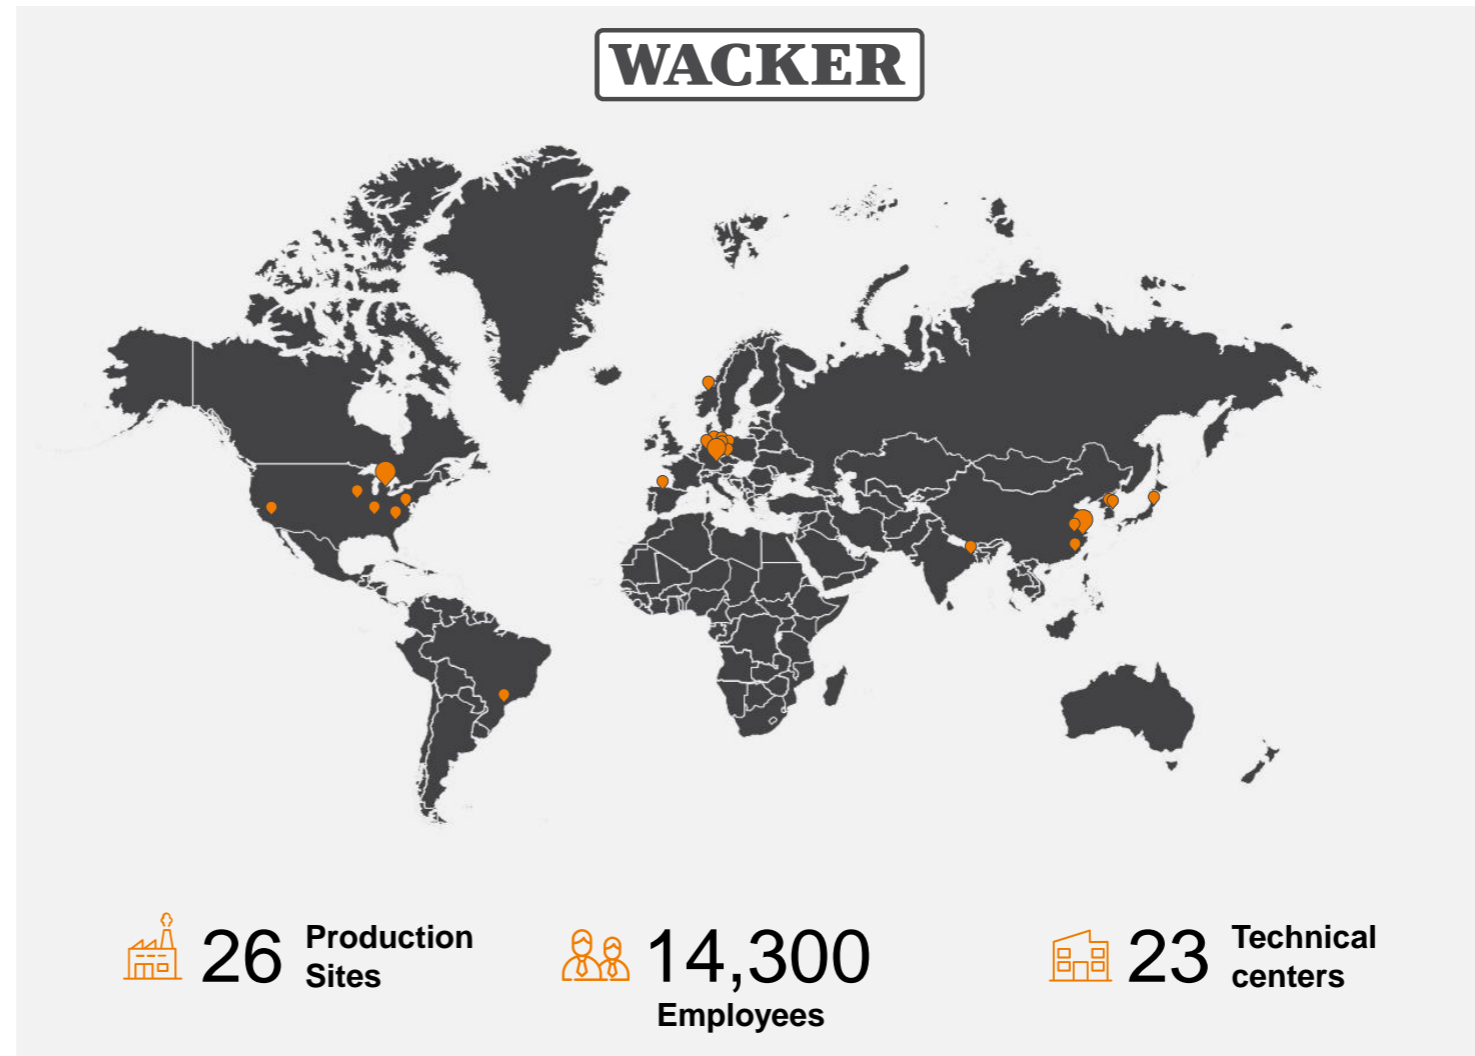 WACKER
26 Production
Sites
14,300
Employees
23 Technical
centers